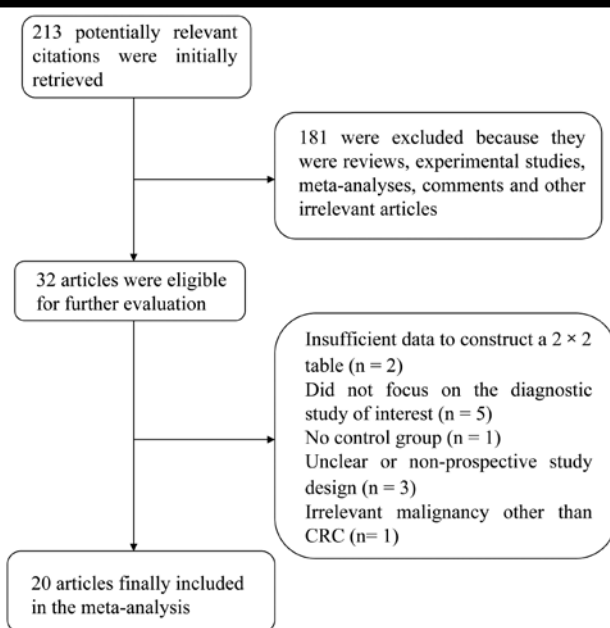 213 potentially relevant
citations were initially
retrieved
181 were excluded because they
were reviews, experimental studies,
meta-analyses, comments and other
irrelevant articles
32 articles were eligible
for further evaluation
Insufficient data to construct a 2 × 2
table (n = 2)
Did not focus on the diagnostic
study of interest (n = 5)
No control group (n = 1)
Unclear or non-prospective study
design (n = 3)
Irrelevant malignancy other than
CRC (n= 1)
20 articles finally included
in the meta-analysis